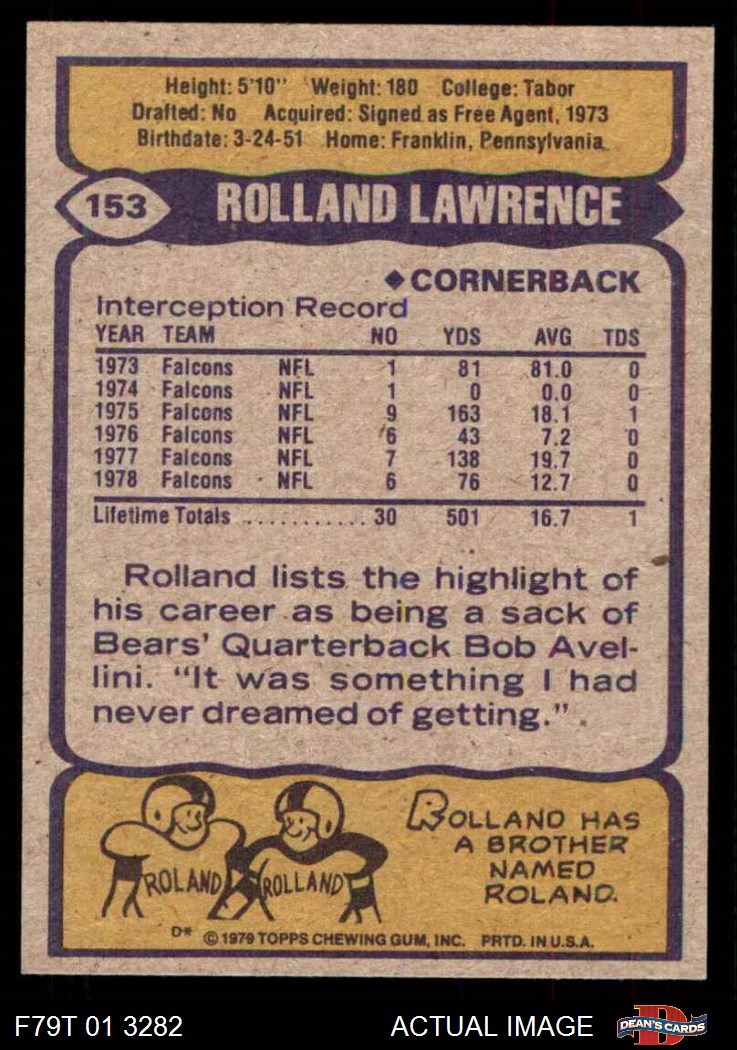 Height: 5'10" Weight: 180 College: Tabor
Drafted: No Acquired: Signed as Free Agent, 1973
Birthdate: 3-24-51 Home: Franklin, Pennsylvania
153 ROLLAND LAWRENCE
◆CORNERBACK
Interception Record
YEAR TEAM NO YDS AVG TDS
1973 Falcons NFL 1 81 81.0 0
1974 Falcons NFL 1 0 0.0 0
1975 Falcons NFL 9 163 18.1 1
1976 Falcons NFL 6 43 7.2 0
1977 Falcons NFL 7 138 19.7 0
1978 Falcons NFL 6 76 12.7 0
Lifetime Totals ............ 30 501 16.7 1
Rolland lists the highlight of
his career as being a sack of
Bears' Quarterback Bob Avel-
lini. "It was something I had
never dreamed of getting."
ROLAND ROLLAND
ROLLAND HAS
A BROTHER
NAMED
ROLAND.
D* © 1979 TOPPS CHEWING GUM, INC. PRTD. IN U.S.A.
F79T 01 3282 ACTUAL IMAGE D DEAN'S CARDS